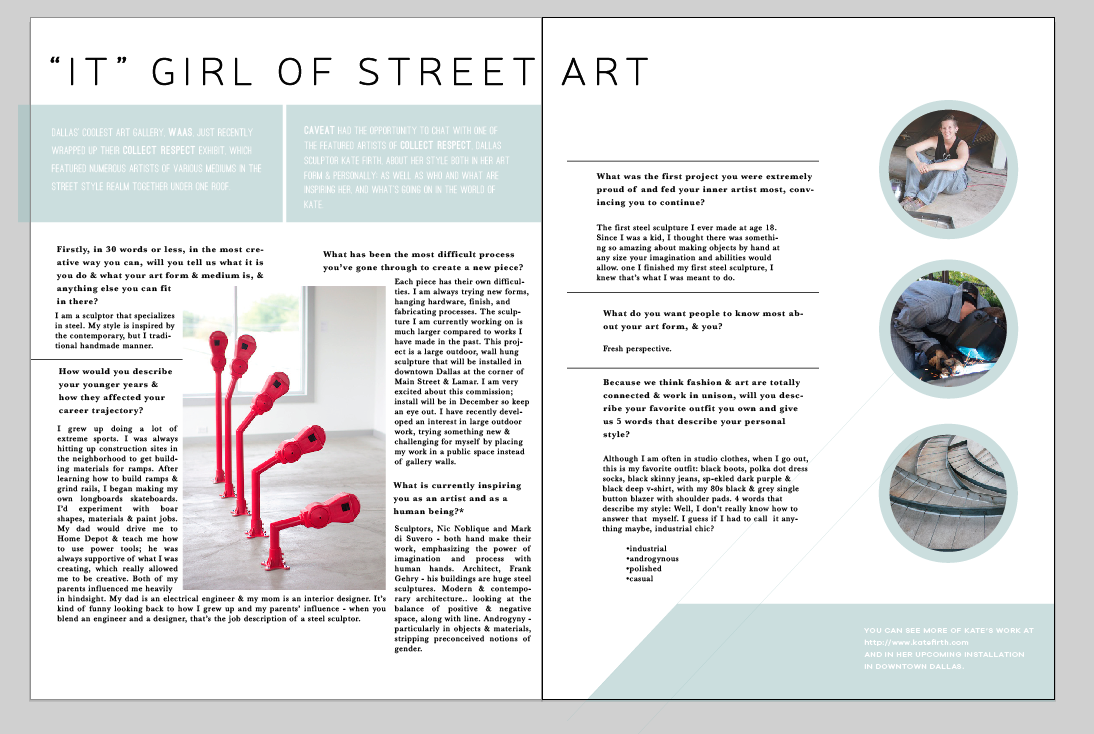 “IT” GIRL OF STREET ART
DALLAS' COOLEST ART GALLERY, WAAS, JUST RECENTLY
WRAPPED UP THEIR COLLECT RESPECT EXHIBIT, WHICH
FEATURED NUMEROUS ARTISTS OF VARIOUS MEDIUMS IN THE
STREET STYLE REALM TOGETHER UNDER ONE ROOF.
CAVEAT HAD THE OPPORTUNITY TO CHAT WITH ONE OF
THE FEATURED ARTISTS OF COLLECT RESPECT, DALLAS
SCULPTOR KATE FIRTH, ABOUT HER STYLE BOTH IN HER ART
FORM & PERSONALLY; AS WELL AS WHO AND WHAT ARE
INSPIRING HER, AND WHAT'S GOING ON IN THE WORLD OF
KATE.
Firstly, in 30 words or less, in the most cre-
ative way you can, will you tell us what it is
you do & what your art form & medium is, &
anything else you can fit
in there?
I am a sculptor that specializes
in steel. My style is inspired by
the contemporary, but I tradi-
tional handmade manner.
How would you describe
your younger years &
how they affected your
career trajectory?
I grew up doing a lot of
extreme sports. I was always
hitting up construction sites in
the neighborhood to get build-
ing materials for ramps. After
learning how to build ramps &
grind rails, I began making my
own longboards skateboards.
I'd experiment with boar
shapes, materials & paint jobs.
My dad would drive me to
Home Depot & teach me how
to use power tools; he was
always supportive of what I was
creating, which really allowed
me to be creative. Both of my
parents influenced me heavily
in hindsight. My dad is an electrical engineer & my mom is an interior designer. It's
kind of funny looking back to how I grew up and my parents' influence - when you
blend an engineer and a designer, that's the job description of a steel sculptor.
What has been the most difficult process
you've gone through to create a new piece?
Each piece has their own difficul-
ties. I am always trying new forms,
hanging hardware, finish, and
fabricating processes. The sculp-
ture I am currently working on is
much larger compared to works I
have made in the past. This proj-
ect is a large outdoor, wall hung
sculpture that will be installed in
downtown Dallas at the corner of
Main Street & Lamar. I am very
excited about this commission;
install will be in December so keep
an eye out. I have recently devel-
oped an interest in large outdoor
work, trying something new &
challenging for myself by placing
my work in a public space instead
of gallery walls.
What is currently inspiring
you as an artist and as a
human being?*
Sculptors, Nic Noblique and Mark
di Suvero - both hand make their
work, emphasizing the power of
imagination and process with
human hands. Architect, Frank
Gehry - his buildings are huge steel
sculptures. Modern & contempo-
rary architecture.. looking at the
balance of positive & negative
space, along with line. Androgyny -
particularly in objects & materials,
stripping preconceived notions of
gender.
What was the first project you were extremely
proud of and fed your inner artist most, conv-
incing you to continue?
The first steel sculpture I ever made at age 18.
Since I was a kid, I thought there was somethi-
ng so amazing about making objects by hand at
any size your imagination and abilities would
allow. one I finished my first steel sculpture, I
knew that's what I was meant to do.
What do you want people to know most ab-
out your art form, & you?
Fresh perspective.
Because we think fashion & art are totally
connected & work in unison, will you desc-
ribe your favorite outfit you own and give
us 5 words that describe your personal
style?
Although I am often in studio clothes, when I go out,
this is my favorite outfit: black boots, polka dot dress
socks, black skinny jeans, sp-ekled dark purple &
black deep v-shirt, with my 80s black & grey single
button blazer with shoulder pads. 4 words that
describe my style: Well, I don't really know how to
answer that myself. I guess if I had to call it any-
thing maybe, industrial chic?
•industrial
•androgynous
•polished
•casual
YOU CAN SEE MORE OF KATE'S WORK AT
http://www.katefirth.com
AND IN HER UPCOMING INSTALLATION
IN DOWNTOWN DALLAS.